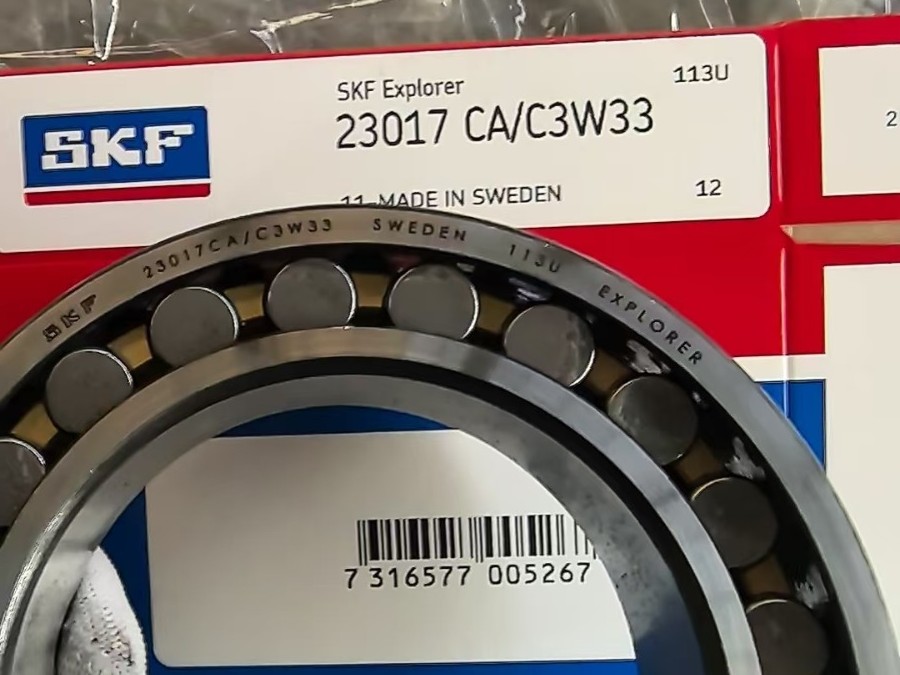 SKF Explorer
113U
23017 CA/C3W33
SKF
MADE IN SWEDEN
12
2
SKF 23017CA/C3W33 SWEDEN 113U EXPLORER
7 316577 005267